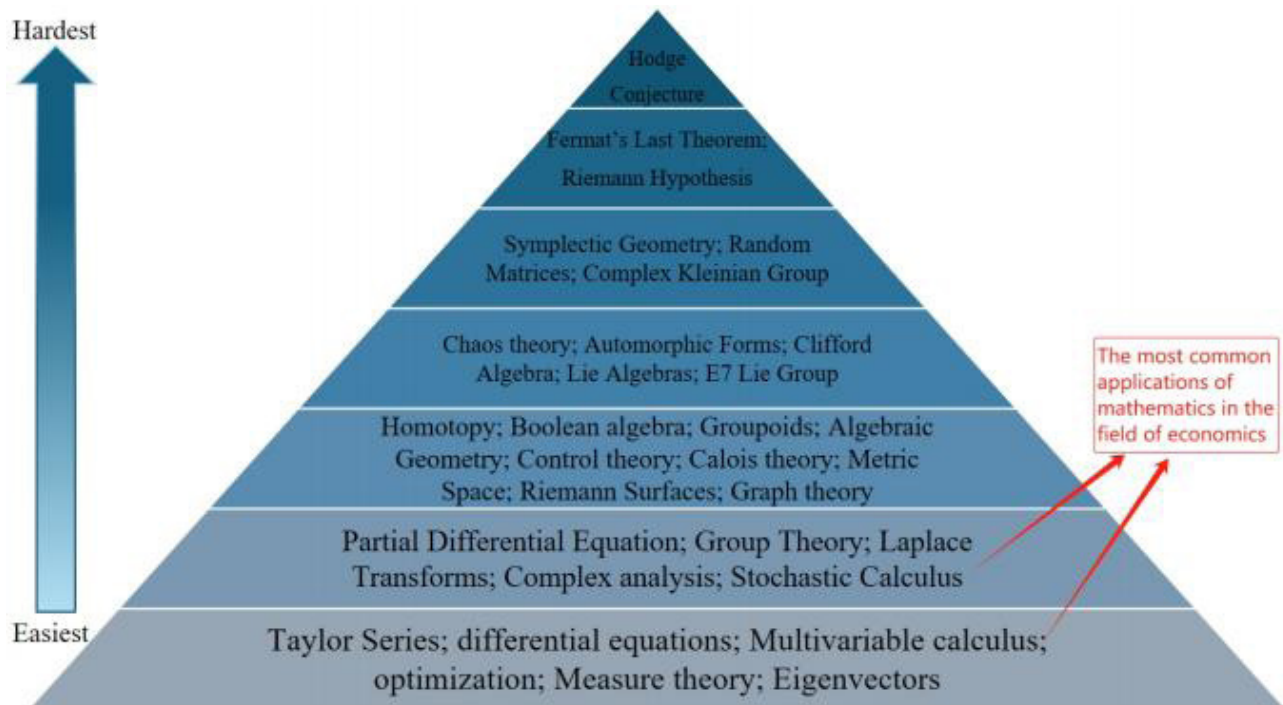 Hardest
Hodge
Conjecture
Fermat's Last Theorem;
Riemann Hypothesis
Symplectic Geometry; Random
Matrices; Complex Kleinian Group
Chaos theory; Automorphic Forms; Clifford
Algebra; Lie Algebras; E7 Lie Group
The most common
applications of
mathematics in the
field of economics
Homotopy; Boolean algebra; Groupoids; Algebraic
Geometry; Control theory; Calois theory; Metric
Space; Riemann Surfaces; Graph theory
Partial Differential Equation; Group Theory; Laplace
Transforms; Complex analysis; Stochastic Calculus
Easiest
Taylor Series; differential equations; Multivariable calculus;
optimization; Measure theory; Eigenvectors